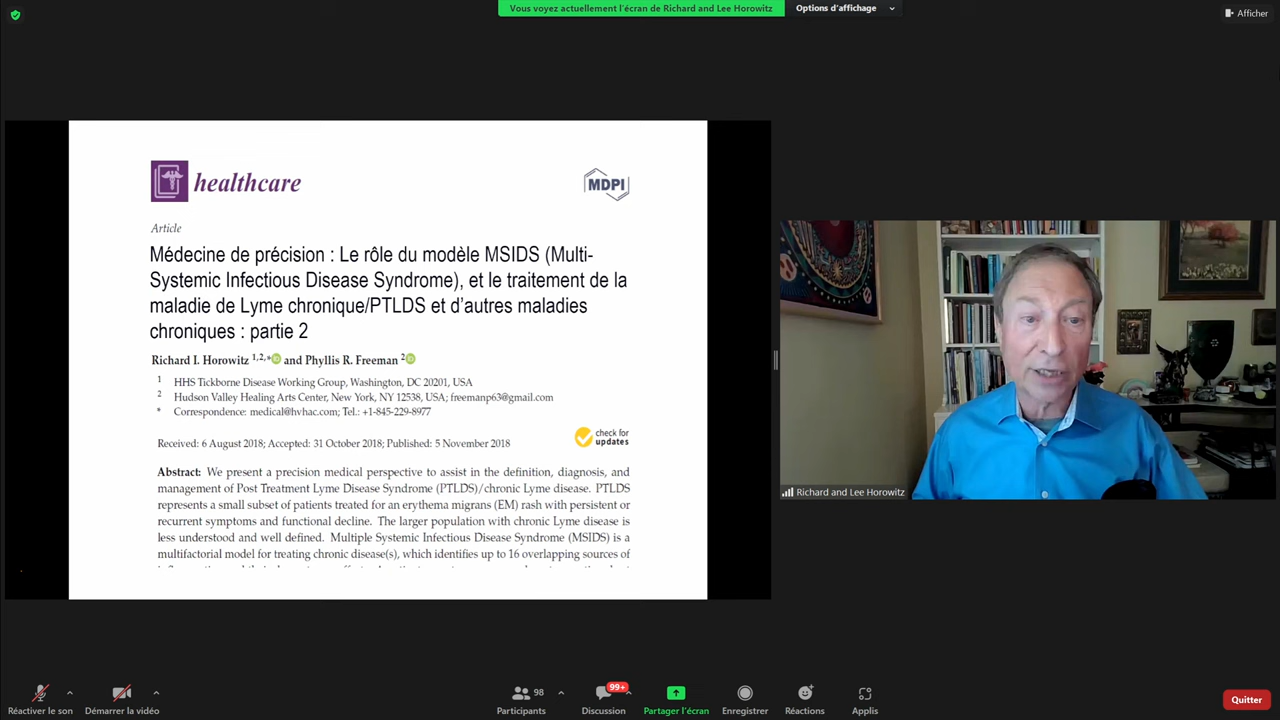 Vous voyez actuellement l'écran de Richard and Lee Horowitz
Options d'affichage
Afficher
healthcare
MDPI
Article
Médecine de précision : Le rôle du modèle MSIDS (Multi-
Systemic Infectious Disease Syndrome), et le traitement de la
maladie de Lyme chronique/PTLDS et d'autres maladies
chroniques : partie 2
Richard I. Horowitz 1,2,* and Phyllis R. Freeman 2
1 HHS Tickborne Disease Working Group, Washington, DC 20201, USA
2 Hudson Valley Healing Arts Center, New York, NY 12538, USA; freemanp63@gmail.com
* Correspondence: medical@hvhac.com; Tel.: +1-845-229-8977
Received: 6 August 2018; Accepted: 31 October 2018; Published: 5 November 2018
check for
updates
Abstract: We present a precision medical perspective to assist in the definition, diagnosis, and
management of Post Treatment Lyme Disease Syndrome (PTLDS)/chronic Lyme disease. PTLDS
represents a small subset of patients treated for an erythema migrans (EM) rash with persistent or
recurrent symptoms and functional decline. The larger population with chronic Lyme disease is
less understood and well defined. Multiple Systemic Infectious Disease Syndrome (MSIDS) is a
multifactorial model for treating chronic disease(s), which identifies up to 16 overlapping sources of
Richard and Lee Horowitz
Réactiver le son
Démarrer la vidéo
98
Participants
99+
Discussion
Partager l'écran
Enregistrer
Réactions
Applis
Quitter